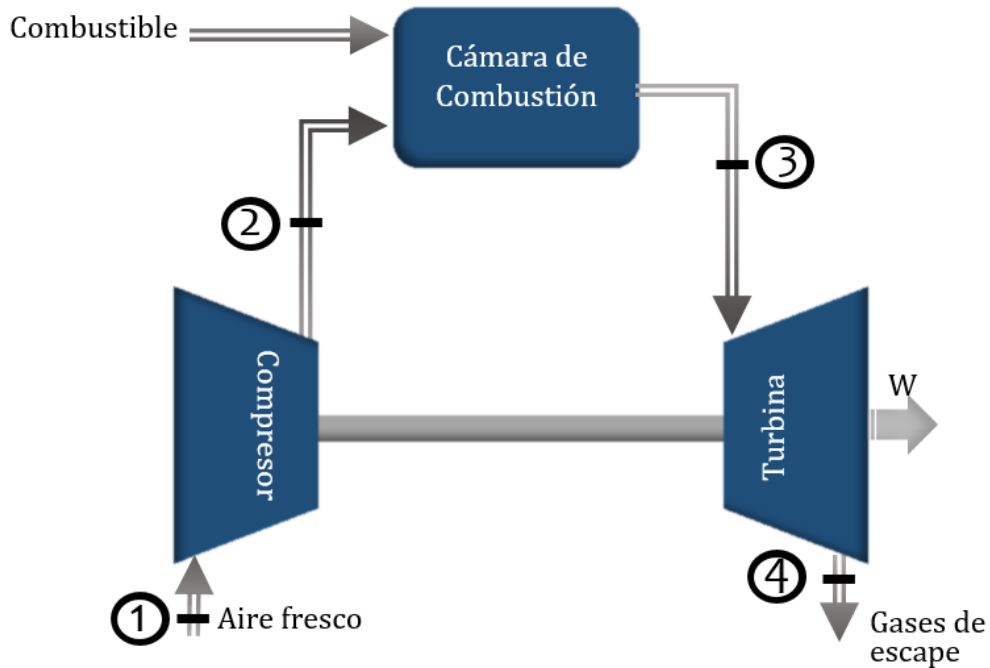 Combustible
Cámara de
Combustión
2
3
Compresor
Turbina
W
1
Aire fresco
4
Gases de
escape